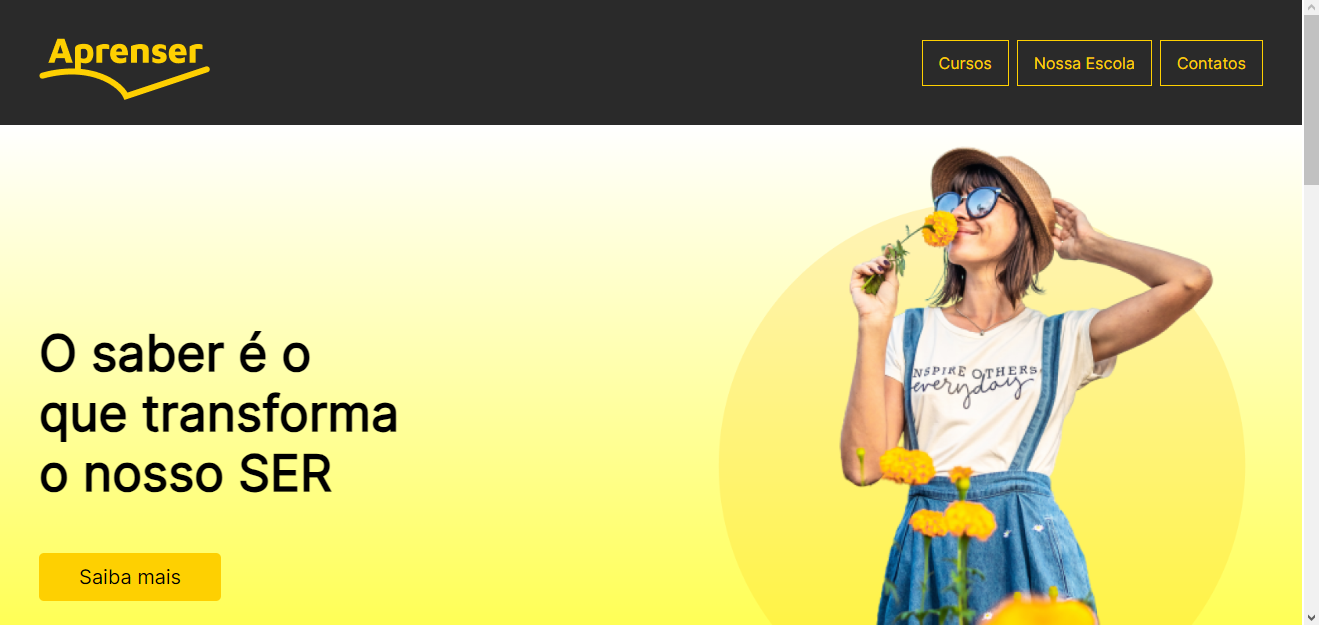 Aprenser
Cursos
Nossa Escola
Contatos
O saber é o
que transforma
o nosso SER
Saiba mais
NSPIRE OTHERS
everyday